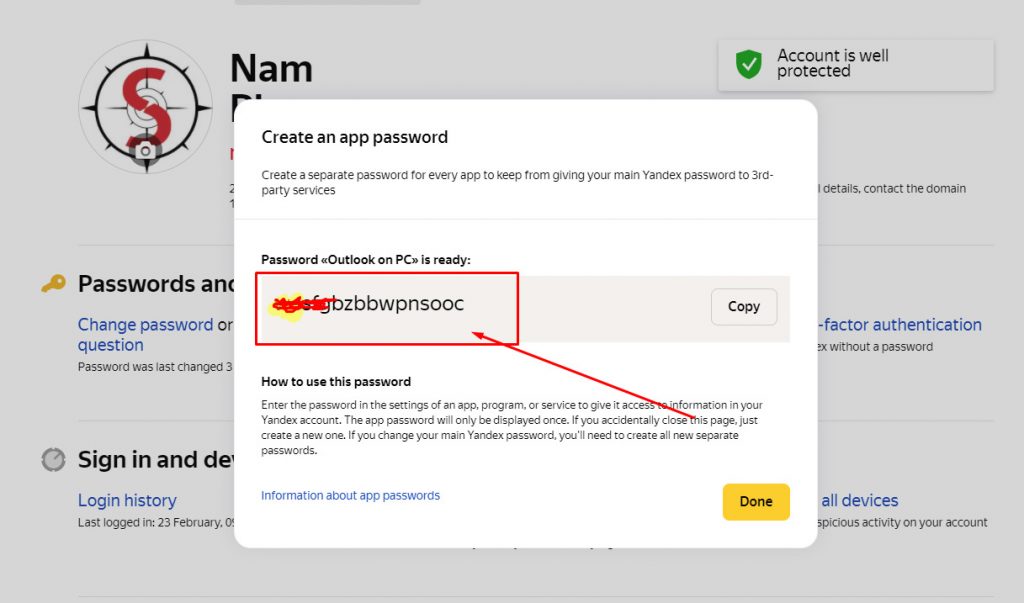 Nam
Account is well
protected
Create an app password
Create a separate password for every app to keep from giving your main Yandex password to 3rd-
party services
l details, contact the domain
Password «Outlook on PC» is ready:
bzbbwpnsooc
Copy
Passwords and
Change password or
question
Password was last changed 3
-factor authentication
ex without a password
How to use this password
Enter the password in the settings of an app, program, or service to give it access to information in your
Yandex account. The app password will only be displayed once. If you accidentally close this page, just
create a new one. If you change your main Yandex password, you'll need to create all new separate
passwords.
Information about app passwords
Done
Sign in and dev
Login history
Last logged in: 23 February, 09
all devices
spicious activity on your account